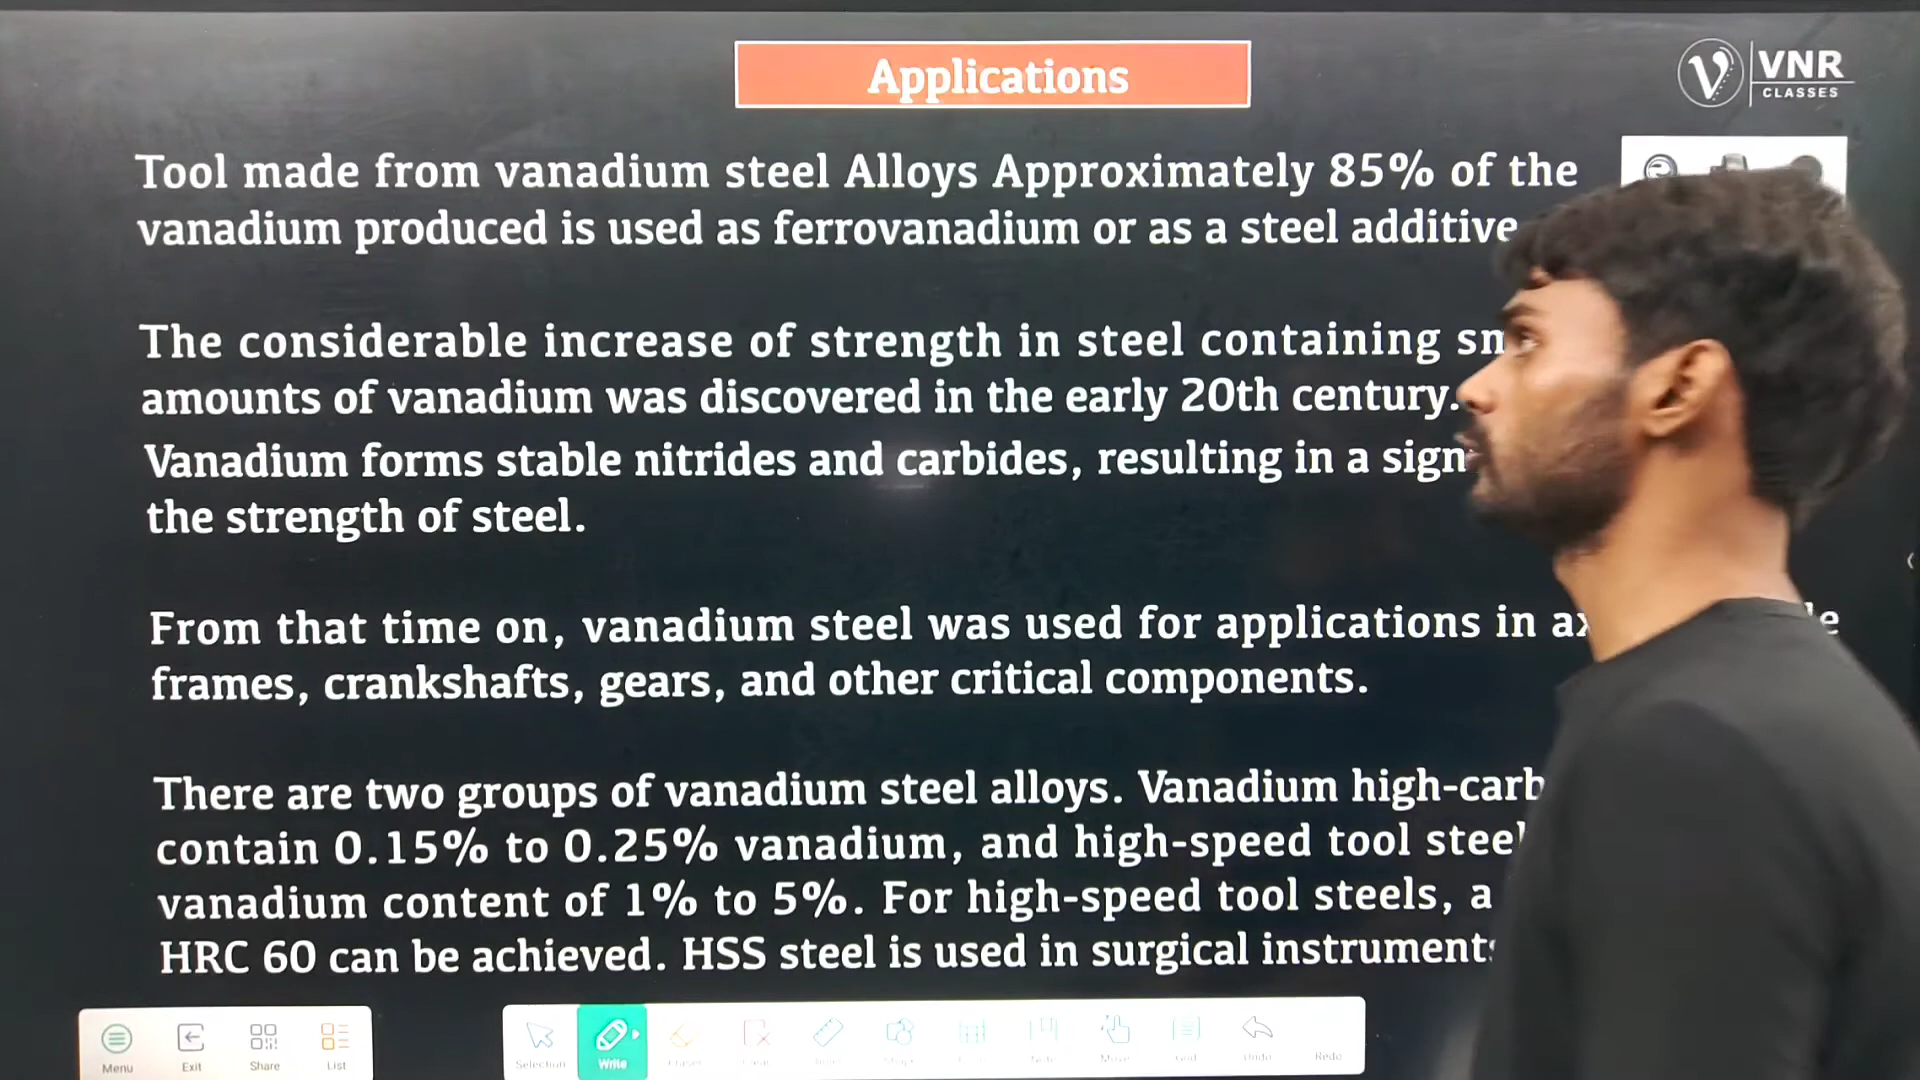 Applications
VNR
CLASSES
Tool made from vanadium steel Alloys Approximately 85% of the
vanadium produced is used as ferrovanadium or as a steel additive
The considerable increase of strength in steel containing
amounts of vanadium was discovered in the early 20th century.
Vanadium forms stable nitrides and carbides, resulting in a
the strength of steel.
From that time on, vanadium steel was used for applications in
frames, crankshafts, gears, and other critical components.
There are two groups of vanadium steel alloys. Vanadium
contain 0.15% to 0.25% vanadium, and high-speed tool
vanadium content of 1% to 5%. For high-speed tool steels, a
HRC 60 can be achieved. HSS steel is used in surgical
Menu Exit Share List
Selection Write Undo Redo